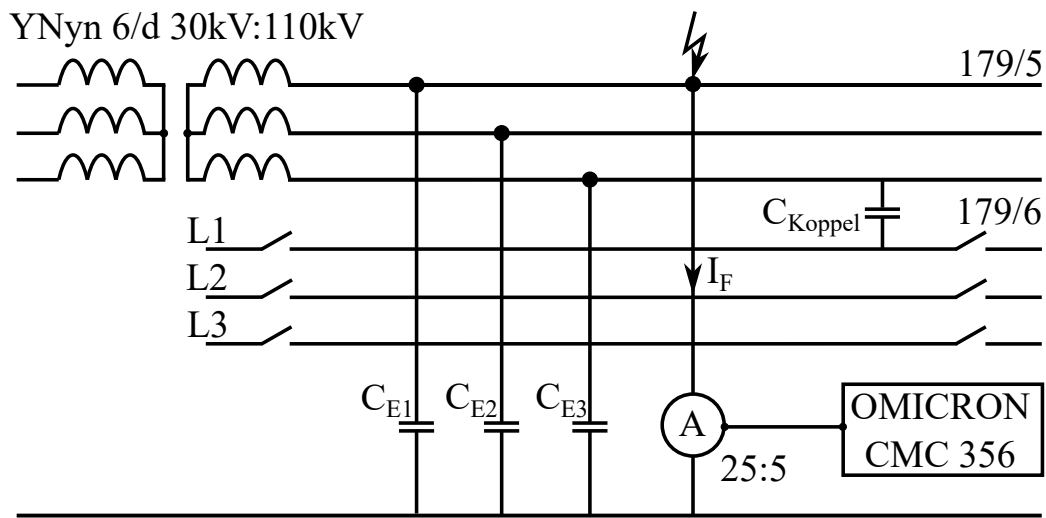 YNyn 6/d 30kV:110kV
179/5
C_Koppel
179/6
L1
I_F
L2
L3
C_E1
C_E2
C_E3
A
OMICRON
CMC 356
25:5